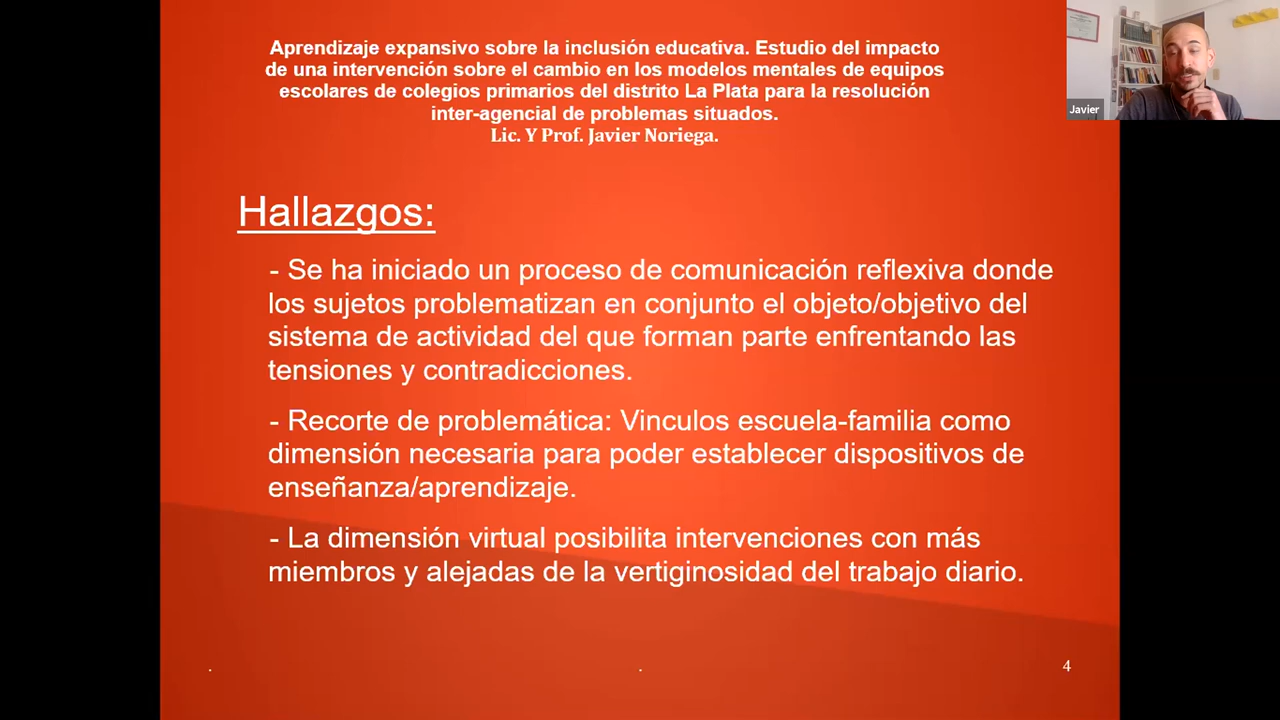 Aprendizaje expansivo sobre la inclusión educativa. Estudio del impacto
de una intervención sobre el cambio en los modelos mentales de equipos
escolares de colegios primarios del distrito La Plata para la resolución
inter-agencial de problemas situados.
Lic. Y Prof. Javier Noriega.
Javier
Hallazgos:
- Se ha iniciado un proceso de comunicación reflexiva donde
los sujetos problematizan en conjunto el objeto/objetivo del
sistema de actividad del que forman parte enfrentando las
tensiones y contradicciones.
- Recorte de problemática: Vinculos escuela-familia como
dimensión necesaria para poder establecer dispositivos de
enseñanza/aprendizaje.
- La dimensión virtual posibilita intervenciones con más
miembros y alejadas de la vertiginosidad del trabajo diario.
. . 4